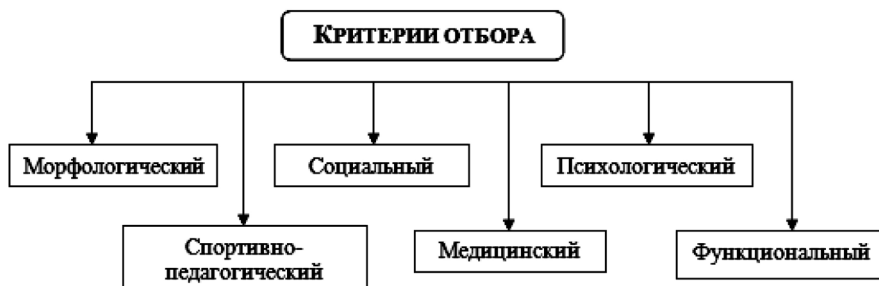 КРИТЕРИИ ОТБОРА
Морфологический
Социальный
Психологический
Спортивно-
педагогический
Медицинский
Функциональный